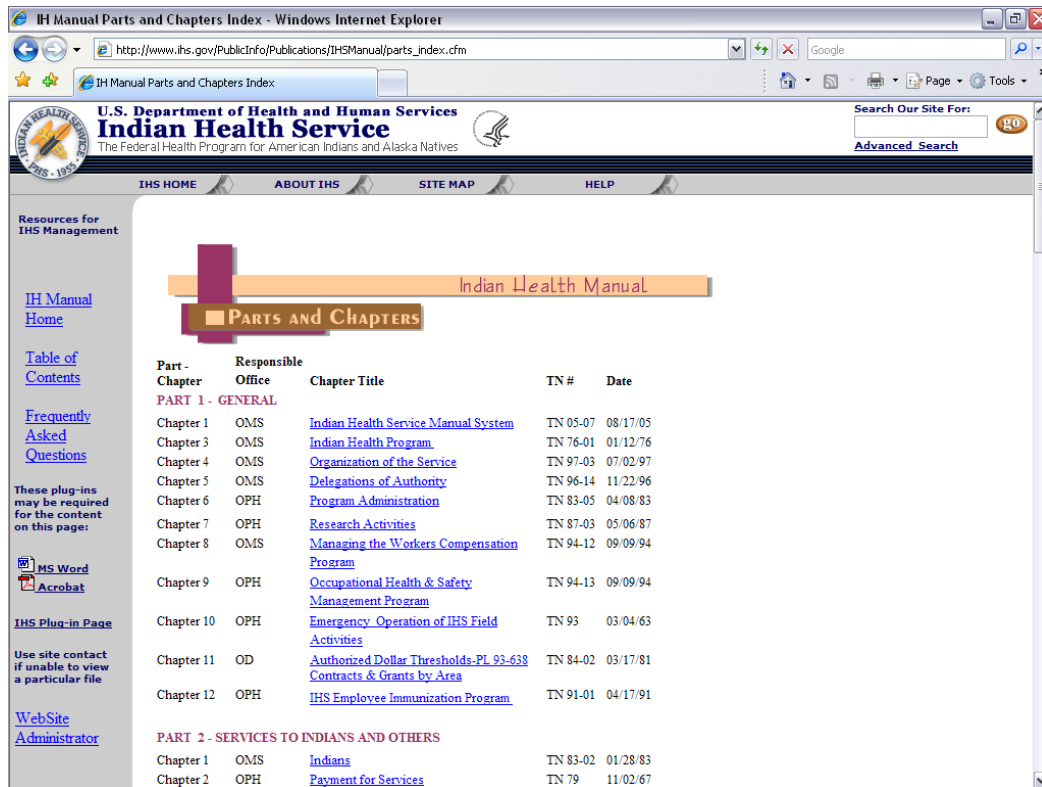 IH Manual Parts and Chapters Index - Windows Internet Explorer
http://www.ihs.gov/PublicInfo/Publications/IHSManual/parts_index.cfm
Google
IH Manual Parts and Chapters Index
Page
Tools
INDIAN HEALTH SERVICE
PHS - 1955
U.S. Department of Health and Human Services
Indian Health Service
The Federal Health Program for American Indians and Alaska Natives
Search Our Site For:
go
Advanced Search
IHS HOME ABOUT IHS SITE MAP HELP
Resources for
IHS Management
IH Manual
Home
Table of
Contents
Frequently
Asked
Questions
These plug-ins
may be required
for the content
on this page:
MS Word
Acrobat
IHS Plug-in Page
Use site contact
if unable to view
a particular file
WebSite
Administrator
Indian Health Manual
PARTS AND CHAPTERS
Part - Responsible
Chapter Office Chapter Title TN # Date
PART 1 - GENERAL
Chapter 1 OMS Indian Health Service Manual System TN 05-07 08/17/05
Chapter 3 OMS Indian Health Program TN 76-01 01/12/76
Chapter 4 OMS Organization of the Service TN 97-03 07/02/97
Chapter 5 OMS Delegations of Authority TN 96-14 11/22/96
Chapter 6 OPH Program Administration TN 83-05 04/08/83
Chapter 7 OPH Research Activities TN 87-03 05/06/87
Chapter 8 OMS Managing the Workers Compensation TN 94-12 09/09/94
Program
Chapter 9 OPH Occupational Health & Safety TN 94-13 09/09/94
Management Program
Chapter 10 OPH Emergency Operation of IHS Field TN 93 03/04/63
Activities
Chapter 11 OD Authorized Dollar Thresholds-PL 93-638 TN 84-02 03/17/81
Contracts & Grants by Area
Chapter 12 OPH IHS Employee Immunization Program TN 91-01 04/17/91
PART 2 - SERVICES TO INDIANS AND OTHERS
Chapter 1 OMS Indians TN 83-02 01/28/83
Chapter 2 OPH Payment for Services TN 79 11/02/67